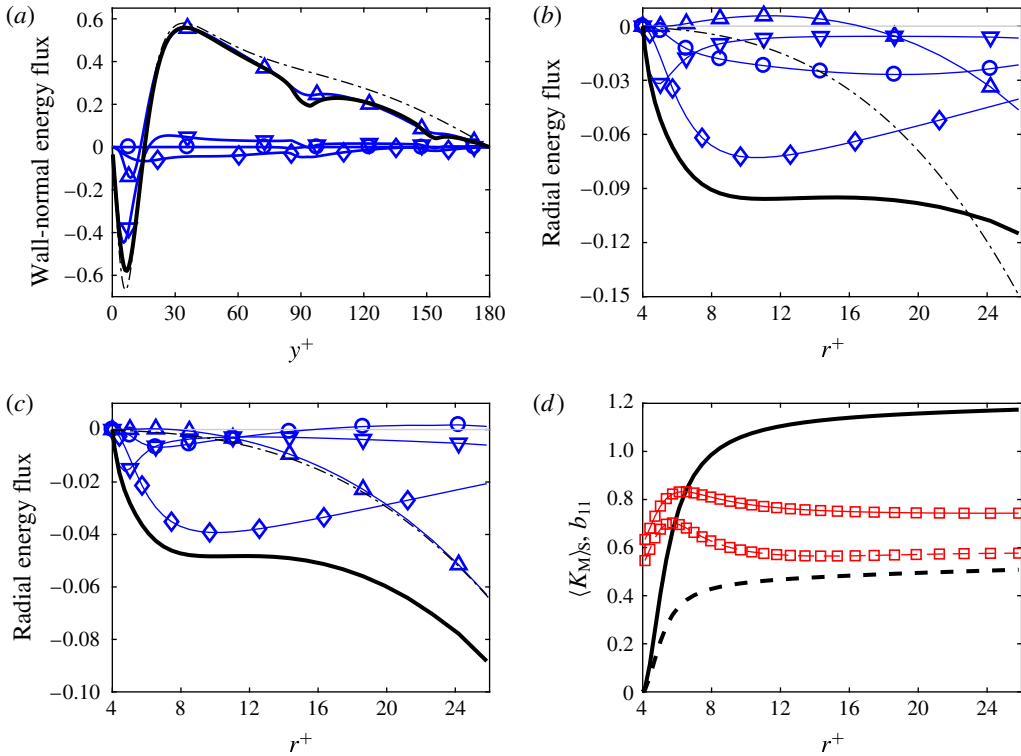 (a)
0.6
0.4
0.2
0
−0.2
−0.4
−0.6
Wall-normal energy flux
0 30 60 90 120 150 180
y+
(b)
0
−0.03
−0.06
−0.09
−0.12
−0.15
Radial energy flux
4 8 12 16 20 24
r+
(c)
0
−0.02
−0.04
−0.06
−0.08
−0.10
Radial energy flux
4 8 12 16 20 24
r+
(d)
1.2
1.0
0.8
0.6
0.4
0.2
0
⟨K_M⟩_S, b_11
4 8 12 16 20 24
r+